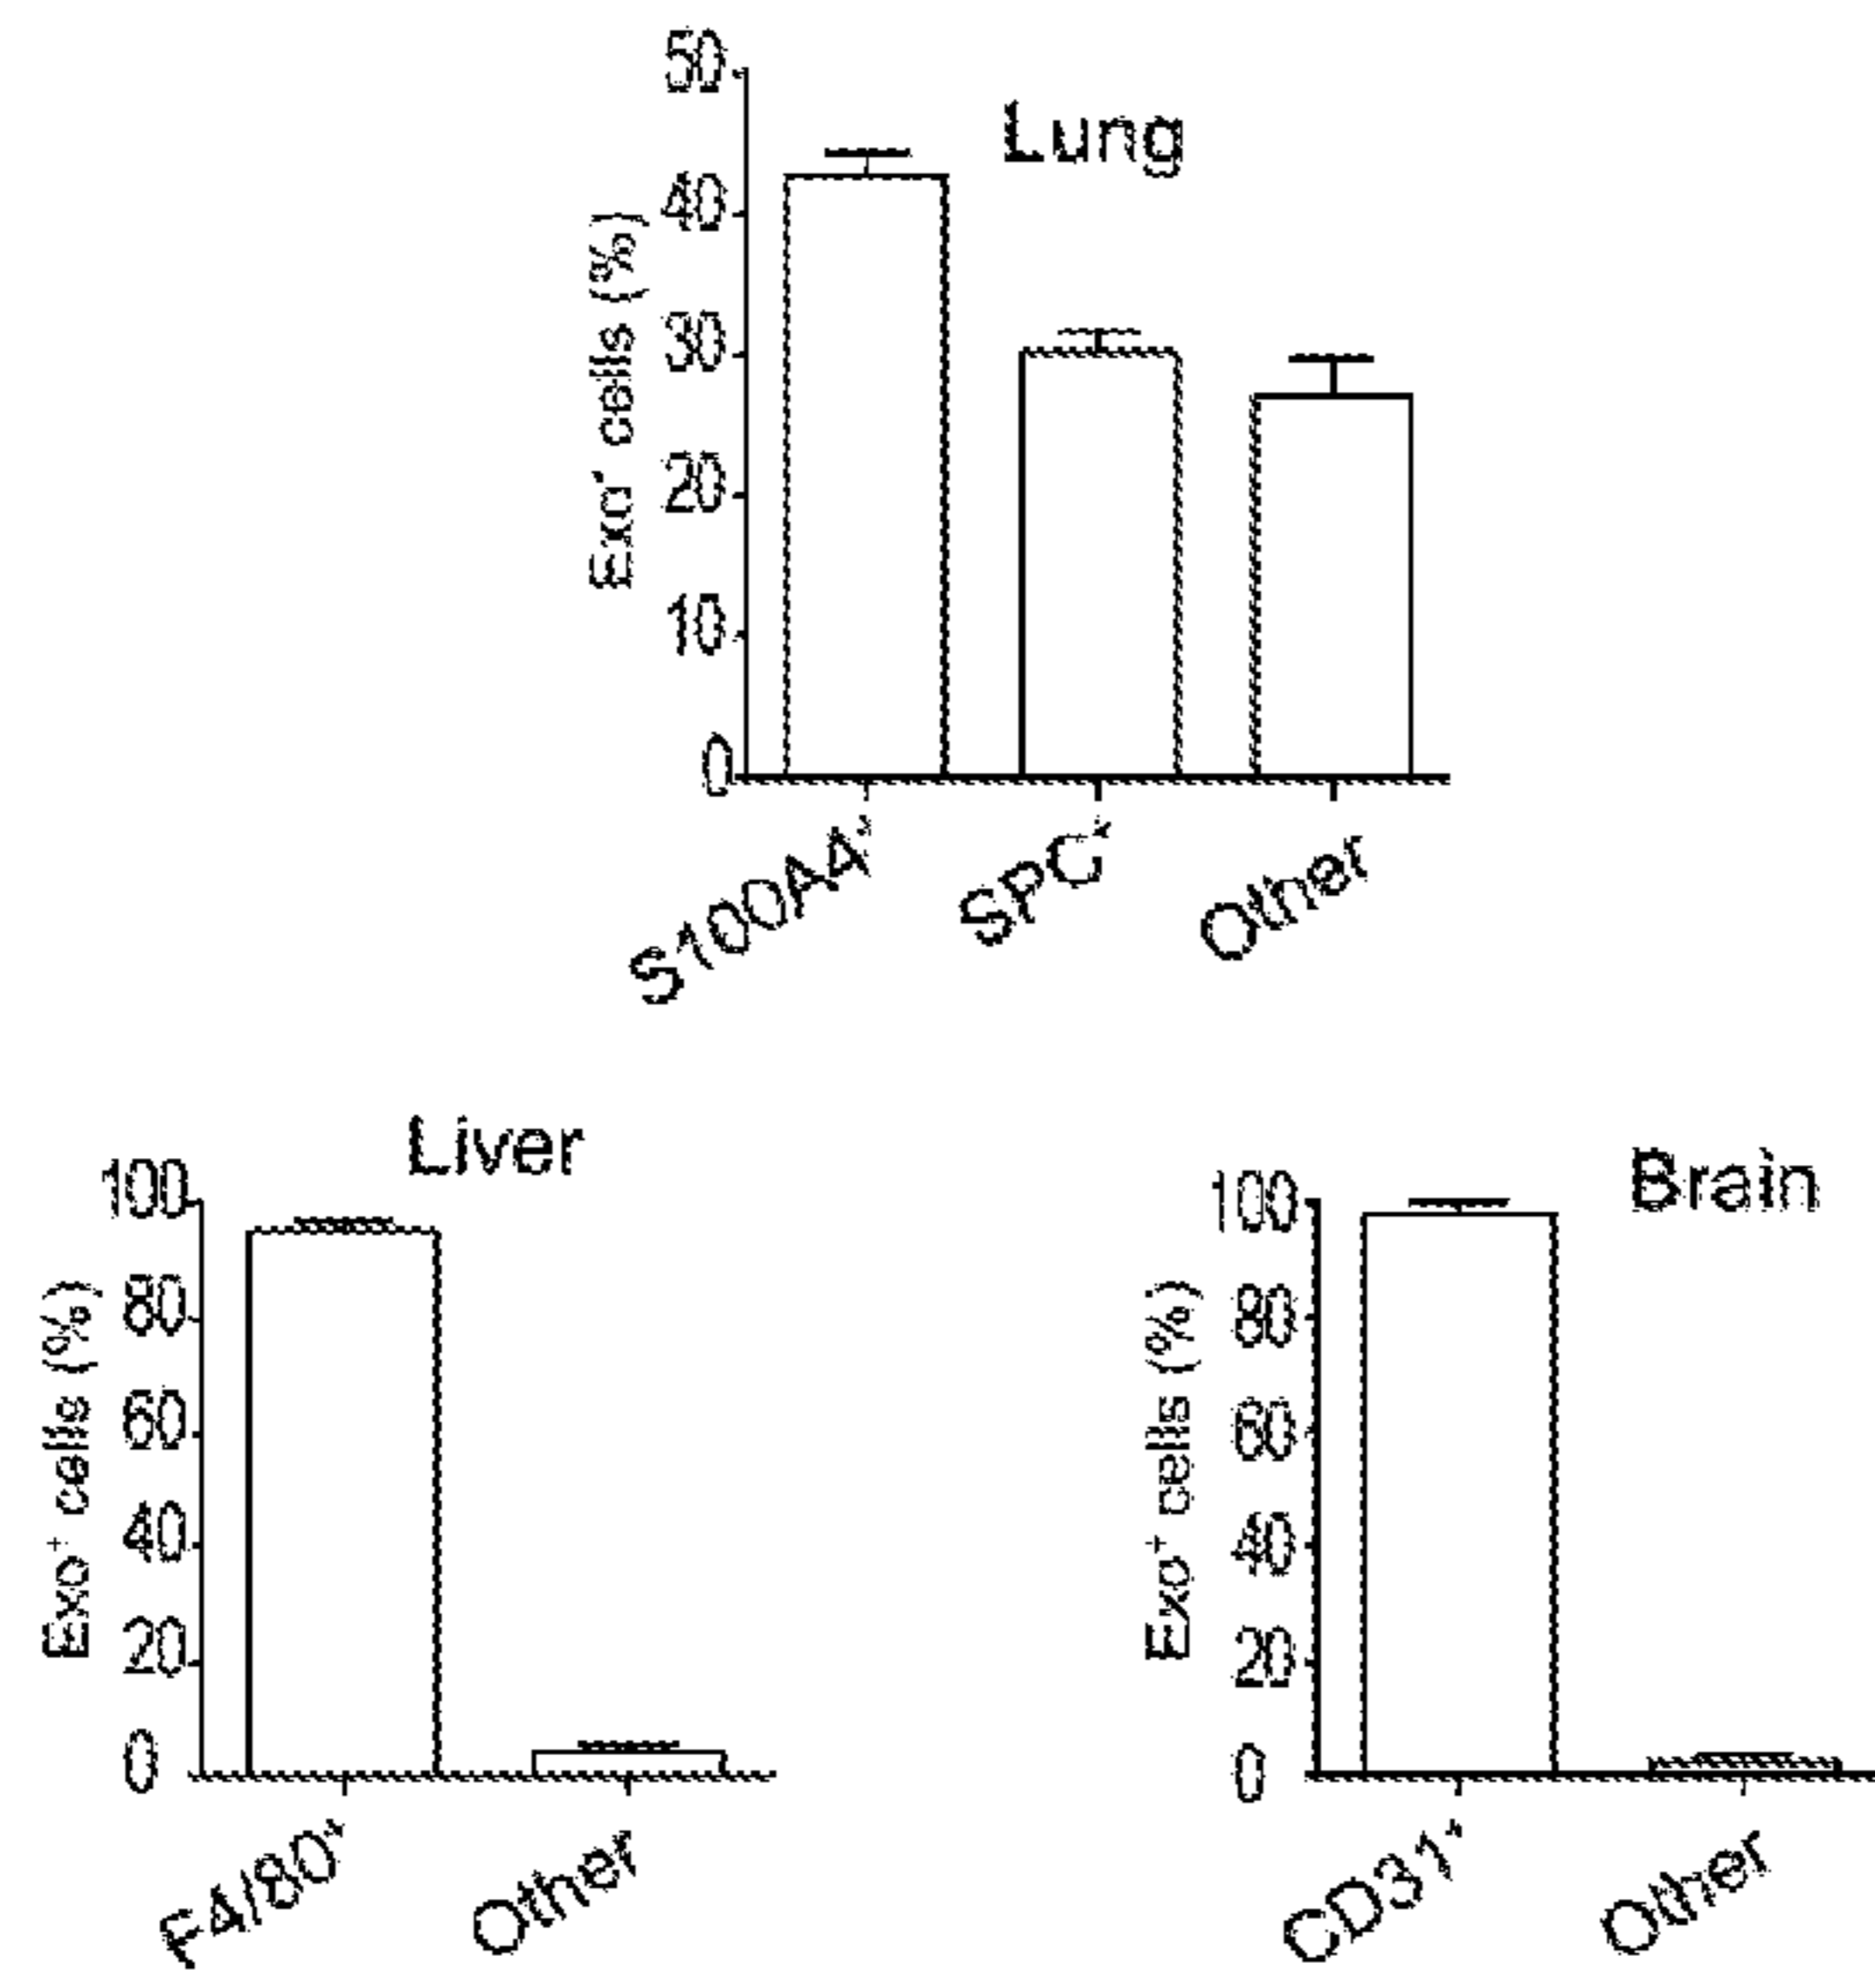 Lung
Exo⁺ cells (%)
50
40
30
20
10
0
S100A4⁺
SPC⁺
Other
Liver
Exo⁺ cells (%)
100
80
60
40
20
0
F4/80⁺
Other
Brain
Exo⁺ cells (%)
100
80
60
40
20
0
CD31⁺
Other